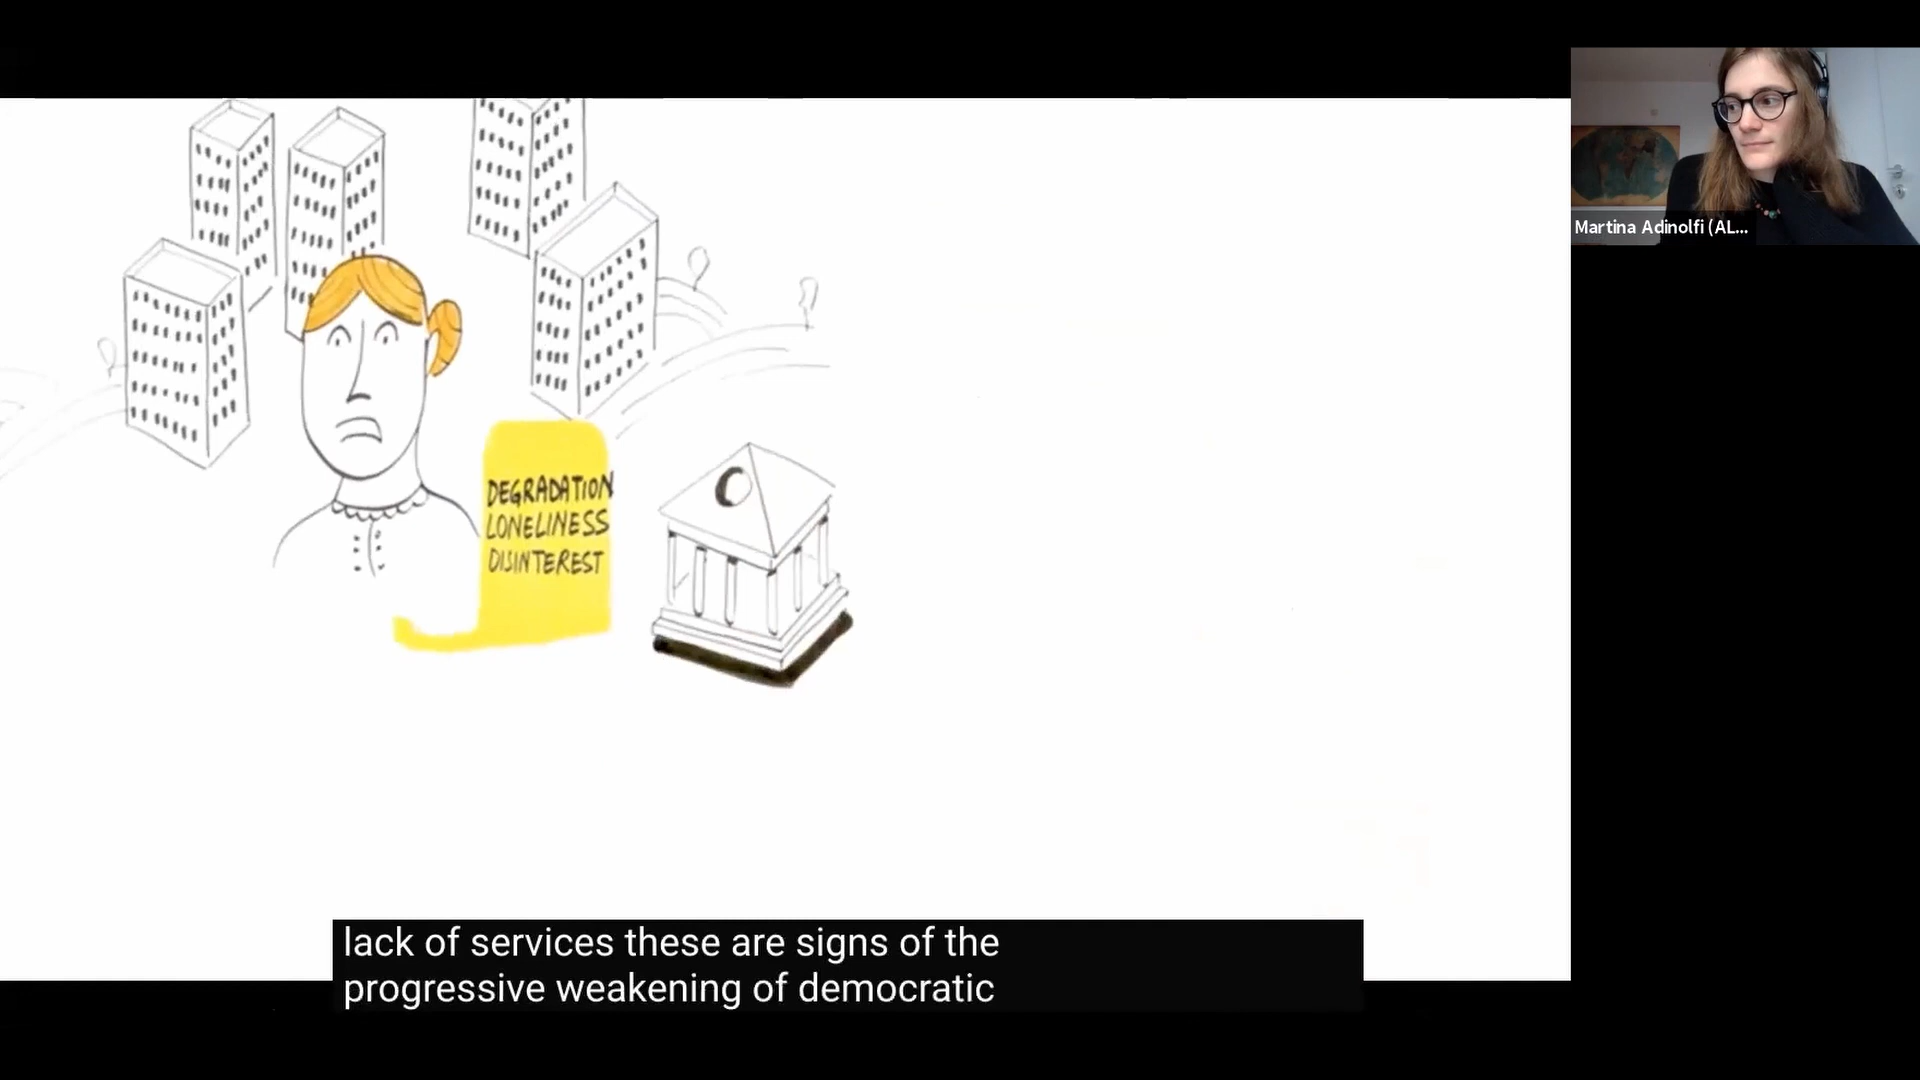 Martina Adinolfi (AL...
DEGRADATION
LONELINESS
DISINTEREST
lack of services these are signs of the
progressive weakening of democratic